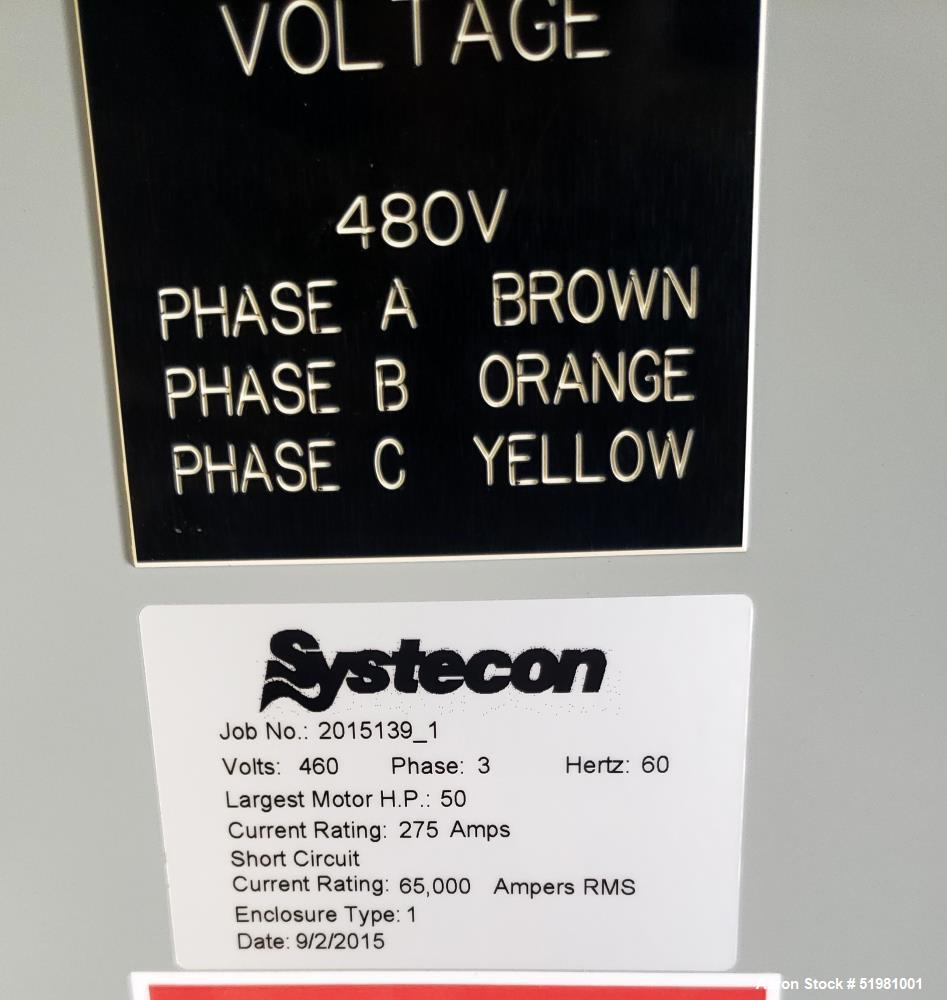 VOLTAGE
480V
PHASE A BROWN
PHASE B ORANGE
PHASE C YELLOW
Systecon
Job No.: 2015139_1
Volts: 460 Phase: 3 Hertz: 60
Largest Motor H.P.: 50
Current Rating: 275 Amps
Short Circuit
Current Rating: 65,000 Ampers RMS
Enclosure Type: 1
Date: 9/2/2015
Stock # 51981001